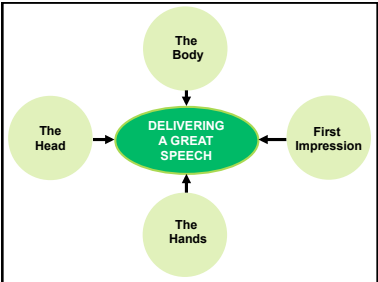 The
Body
The
Head
DELIVERING
A GREAT
SPEECH
First
Impression
The
Hands